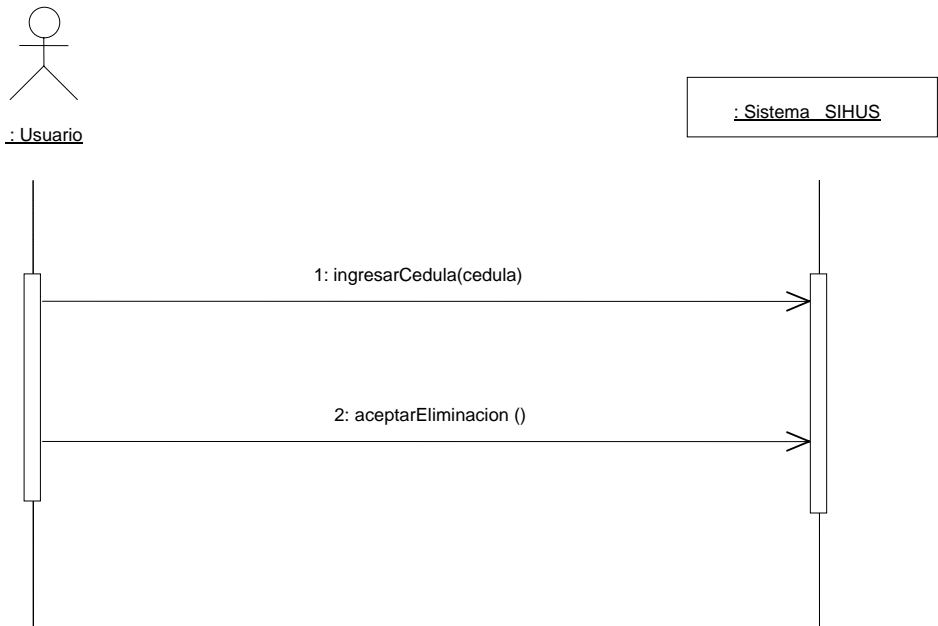 : Usuario
: Sistema SIHUS
1: ingresarCedula(cedula)
2: aceptarEliminacion ()